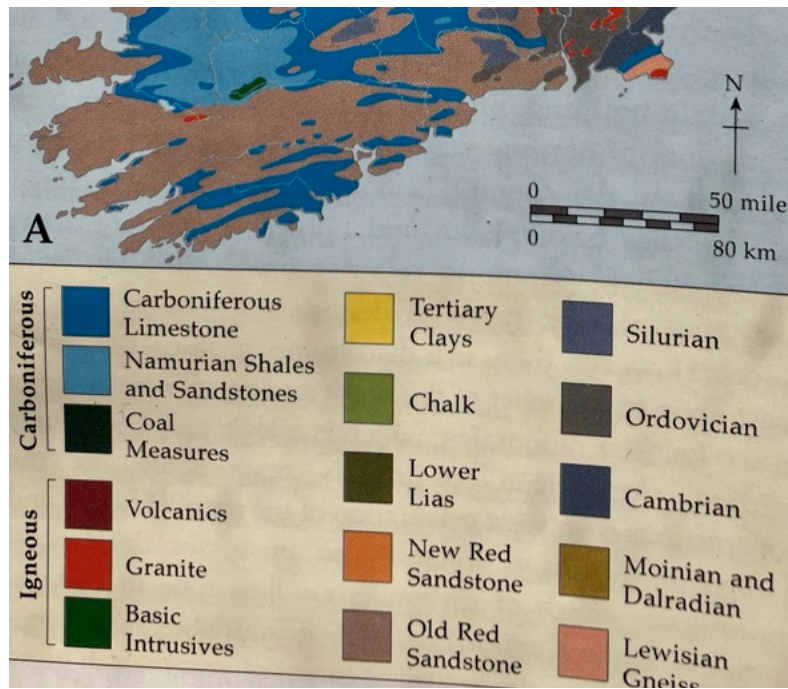 N
0
50 mile
0
80 km
A
Carboniferous
Carboniferous
Limestone
Namurian Shales
and Sandstones
Coal
Measures
Igneous
Volcanics
Granite
Basic
Intrusives
Tertiary
Clays
Chalk
Lower
Lias
New Red
Sandstone
Old Red
Sandstone
Silurian
Ordovician
Cambrian
Moinian and
Dalradian
Lewisian
Gneiss